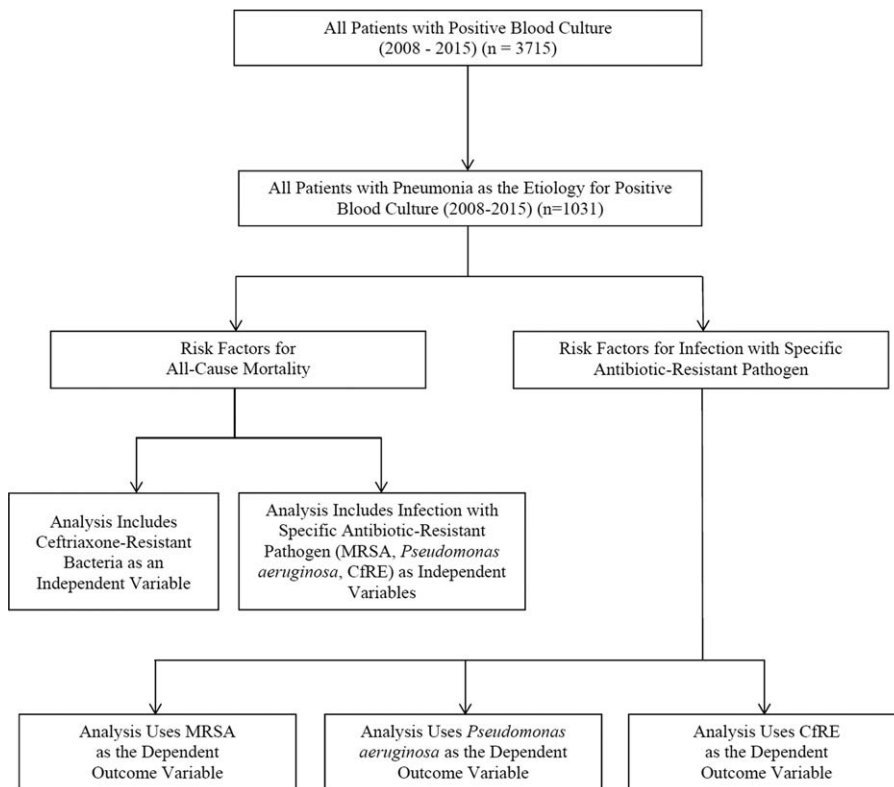 All Patients with Positive Blood Culture
(2008 - 2015) (n = 3715)
All Patients with Pneumonia as the Etiology for Positive
Blood Culture (2008-2015) (n=1031)
Risk Factors for
All-Cause Mortality
Risk Factors for Infection with Specific
Antibiotic-Resistant Pathogen
Analysis Includes
Ceftriaxone-Resistant
Bacteria as an
Independent Variable
Analysis Includes Infection with
Specific Antibiotic-Resistant
Pathogen (MRSA, Pseudomonas
aeruginosa, CfRE) as Independent
Variables
Analysis Uses MRSA
as the Dependent
Outcome Variable
Analysis Uses Pseudomonas
aeruginosa as the Dependent
Outcome Variable
Analysis Uses CfRE
as the Dependent
Outcome Variable